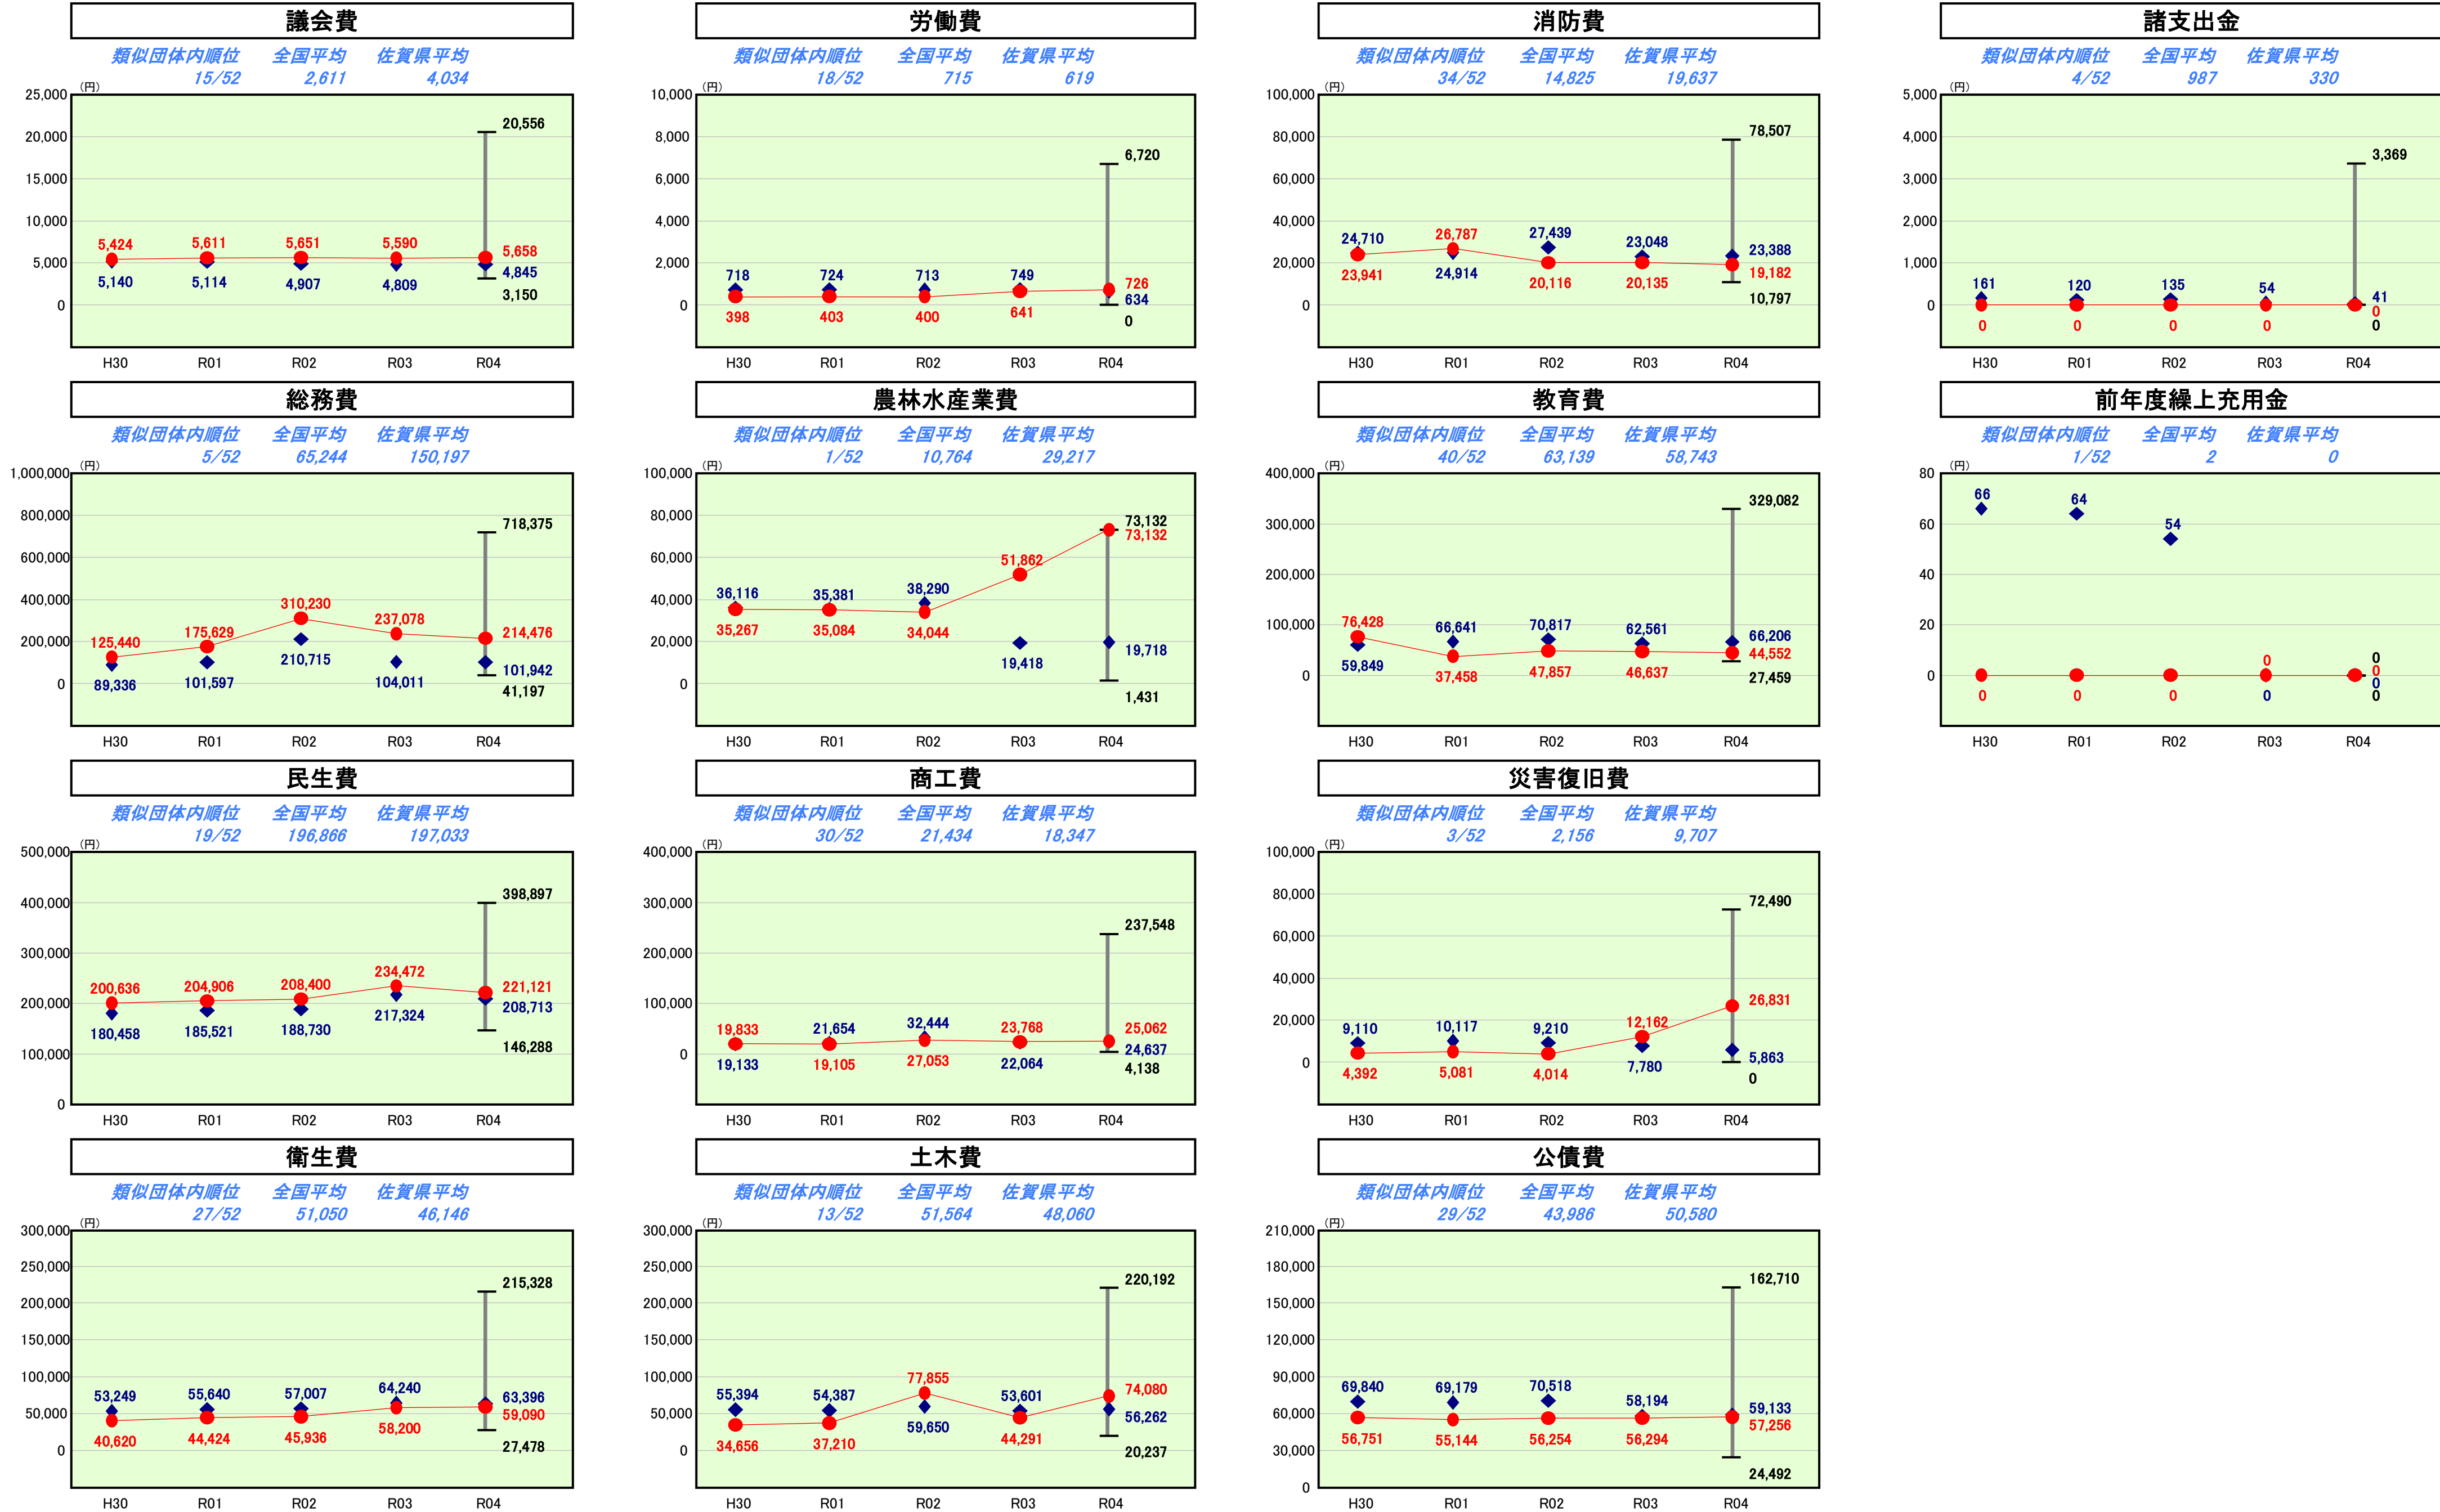 議会費
類似団体内順位 全国平均 佐賀県平均
15/52 2,611 4,034
(円)
25,000
20,000
15,000
10,000
5,000
0
20,556
5,424 5,611 5,651 5,590 5,658
5,140 5,114 4,907 4,809 4,845
3,150
H30 R01 R02 R03 R04
労働費
類似団体内順位 全国平均 佐賀県平均
18/52 715 619
(円)
10,000
8,000
6,000
4,000
2,000
0
6,720
718 724 713 749 726
398 403 400 641 634
0
H30 R01 R02 R03 R04
消防費
類似団体内順位 全国平均 佐賀県平均
34/52 14,825 19,637
(円)
100,000
80,000
60,000
40,000
20,000
0
78,507
24,710 26,787 27,439 23,048 23,388
23,941 24,914 20,116 20,135 19,182
10,797
H30 R01 R02 R03 R04
諸支出金
類似団体内順位 全国平均 佐賀県平均
4/52 987 330
(円)
5,000
4,000
3,000
2,000
1,000
0
3,369
161 120 135 54 41
0 0 0 0 0
0
H30 R01 R02 R03 R04
総務費
類似団体内順位 全国平均 佐賀県平均
5/52 65,244 150,197
(円)
1,000,000
800,000
600,000
400,000
200,000
0
718,375
125,440 175,629 310,230 237,078 214,476
89,336 101,597 210,715 104,011 101,942
41,197
H30 R01 R02 R03 R04
農林水産業費
類似団体内順位 全国平均 佐賀県平均
1/52 10,764 29,217
(円)
100,000
80,000
60,000
40,000
20,000
0
73,132
36,116 35,381 38,290 51,862 73,132
35,267 35,084 34,044 19,418 19,718
1,431
H30 R01 R02 R03 R04
教育費
類似団体内順位 全国平均 佐賀県平均
40/52 63,139 58,743
(円)
400,000
300,000
200,000
100,000
0
329,082
76,428 66,641 70,817 62,561 66,206
59,849 37,458 47,857 46,637 44,552
27,459
H30 R01 R02 R03 R04
前年度繰上充用金
類似団体内順位 全国平均 佐賀県平均
1/52 2 0
(円)
80
60
40
20
0
66 64 54 0 0
0
0 0 0 0 0
0
H30 R01 R02 R03 R04
民生費
類似団体内順位 全国平均 佐賀県平均
19/52 196,866 197,033
(円)
500,000
400,000
300,000
200,000
100,000
0
398,897
200,636 204,906 208,400 234,472 221,121
180,458 185,521 188,730 217,324 208,713
146,288
H30 R01 R02 R03 R04
商工費
類似団体内順位 全国平均 佐賀県平均
30/52 21,434 18,347
(円)
400,000
300,000
200,000
100,000
0
237,548
19,833 21,654 32,444 23,768 25,062
19,133 19,105 27,053 22,064 24,637
4,138
H30 R01 R02 R03 R04
災害復旧費
類似団体内順位 全国平均 佐賀県平均
3/52 2,156 9,707
(円)
100,000
80,000
60,000
40,000
20,000
0
72,490
9,110 10,117 9,210 12,162 26,831
4,392 5,081 4,014 7,780 5,863
0
H30 R01 R02 R03 R04
衛生費
類似団体内順位 全国平均 佐賀県平均
27/52 51,050 46,146
(円)
300,000
250,000
200,000
150,000
100,000
50,000
0
215,328
53,249 55,640 57,007 64,240 63,396
40,620 44,424 45,936 58,200 59,090
27,478
H30 R01 R02 R03 R04
土木費
類似団体内順位 全国平均 佐賀県平均
13/52 51,564 48,060
(円)
300,000
250,000
200,000
150,000
100,000
50,000
0
220,192
55,394 54,387 77,855 53,601 74,080
34,656 37,210 59,650 44,291 56,262
20,237
H30 R01 R02 R03 R04
公債費
類似団体内順位 全国平均 佐賀県平均
29/52 43,986 50,580
(円)
210,000
180,000
150,000
120,000
90,000
60,000
30,000
0
162,710
69,840 69,179 70,518 58,194 59,133
56,751 55,144 56,254 56,294 57,256
24,492
H30 R01 R02 R03 R04